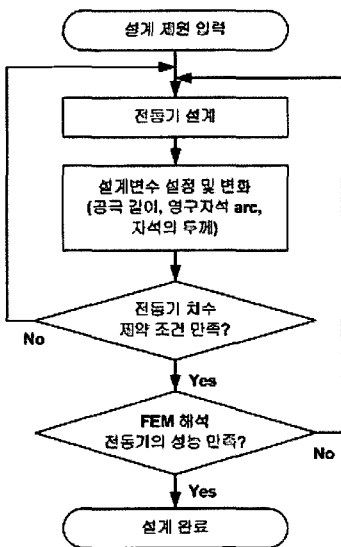 설계 제원 입력
전동기 설계
설계변수 설정 및 변화
(공극 길이, 영구자석 arc,
자석의 두께)
전동기 치수
제약 조건 만족?
No
Yes
FEM 해석
전동기의 성능 만족?
No
Yes
설계 완료